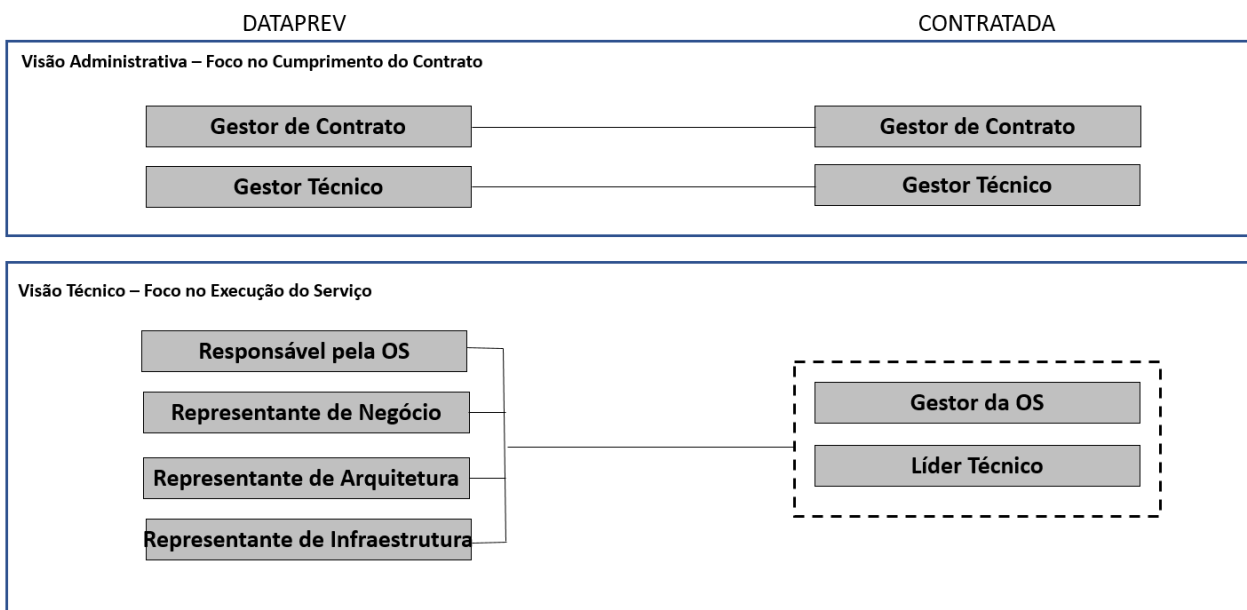 DATAPREV
CONTRATADA
Visão Administrativa – Foco no Cumprimento do Contrato
Gestor de Contrato
Gestor de Contrato
Gestor Técnico
Gestor Técnico
Visão Técnico – Foco no Execução do Serviço
Responsável pela OS
Representante de Negócio
Representante de Arquitetura
Representante de Infraestrutura
Gestor da OS
Líder Técnico